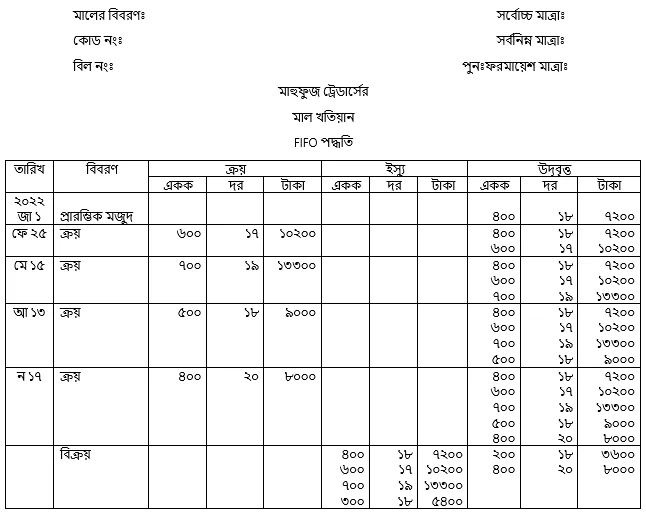 মালের বিবরণঃ সর্বোচ্চ মাত্রাঃ
কোড নংঃ সর্বনিম্ন মাত্রাঃ
বিল নংঃ পুনঃফরমায়েশ মাত্রাঃ
মাহুফুজ ট্রেডার্সের
মাল খতিয়ান
FIFO পদ্ধতি
তারিখ বিবরণ ক্রয় ইস্যু উদ্বৃত্ত
একক দর টাকা একক দর টাকা একক দর টাকা
২০২২
জা ১ প্রারম্ভিক মজুদ ৪০০ ১৮ ৭২০০
ফে ২৫ ক্রয় ৬০০ ১৭ ১০২০০ ৪০০ ১৮ ৭২০০
৬০০ ১৭ ১০২০০
মে ১৫ ক্রয় ৭০০ ১৯ ১৩৩০০ ৪০০ ১৮ ৭২০০
৬০০ ১৭ ১০২০০
৭০০ ১৯ ১৩৩০০
আ ১৩ ক্রয় ৫০০ ১৮ ৯০০০ ৪০০ ১৮ ৭২০০
৬০০ ১৭ ১০২০০
৭০০ ১৯ ১৩৩০০
৫০০ ১৮ ৯০০০
ন ১৭ ক্রয় ৪০০ ২০ ৮০০০ ৪০০ ১৮ ৭২০০
৬০০ ১৭ ১০২০০
৭০০ ১৯ ১৩৩০০
৫০০ ১৮ ৯০০০
৪০০ ২০ ৮০০০
বিক্রয় ৪০০ ১৮ ৭২০০ ২০০ ১৮ ৩৬০০
৬০০ ১৭ ১০২০০ ৪০০ ২০ ৮০০০
৭০০ ১৯ ১৩৩০০
৩০০ ১৮ ৫৪০০